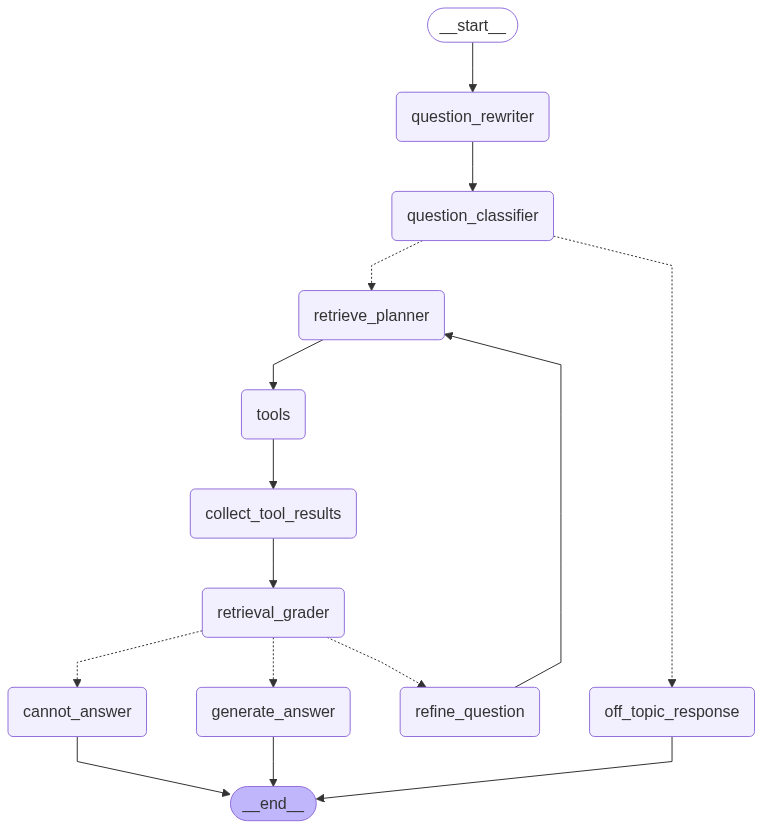 __start__
question_rewriter
question_classifier
retrieve_planner
tools
collect_tool_results
retrieval_grader
cannot_answer
generate_answer
refine_question
off_topic_response
__end__